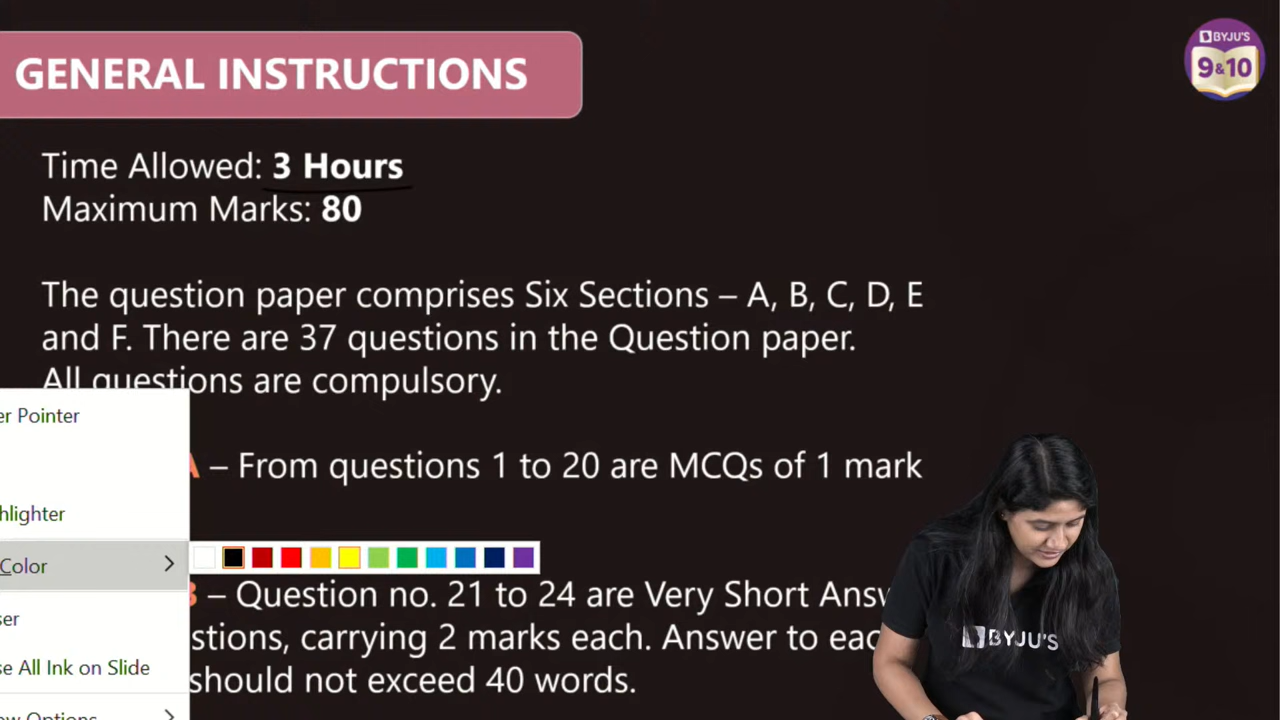 GENERAL INSTRUCTIONS
BYJU'S
9&10
Time Allowed: 3 Hours
Maximum Marks: 80
The question paper comprises Six Sections – A, B, C, D, E
and F. There are 37 questions in the Question paper.
All questions are compulsory.
er Pointer
A – From questions 1 to 20 are MCQs of 1 mark
hlighter
Color
B – Question no. 21 to 24 are Very Short Answ
ser
stions, carrying 2 marks each. Answer to eac
BYJU'S
se All Ink on Slide
should not exceed 40 words.
ow Options